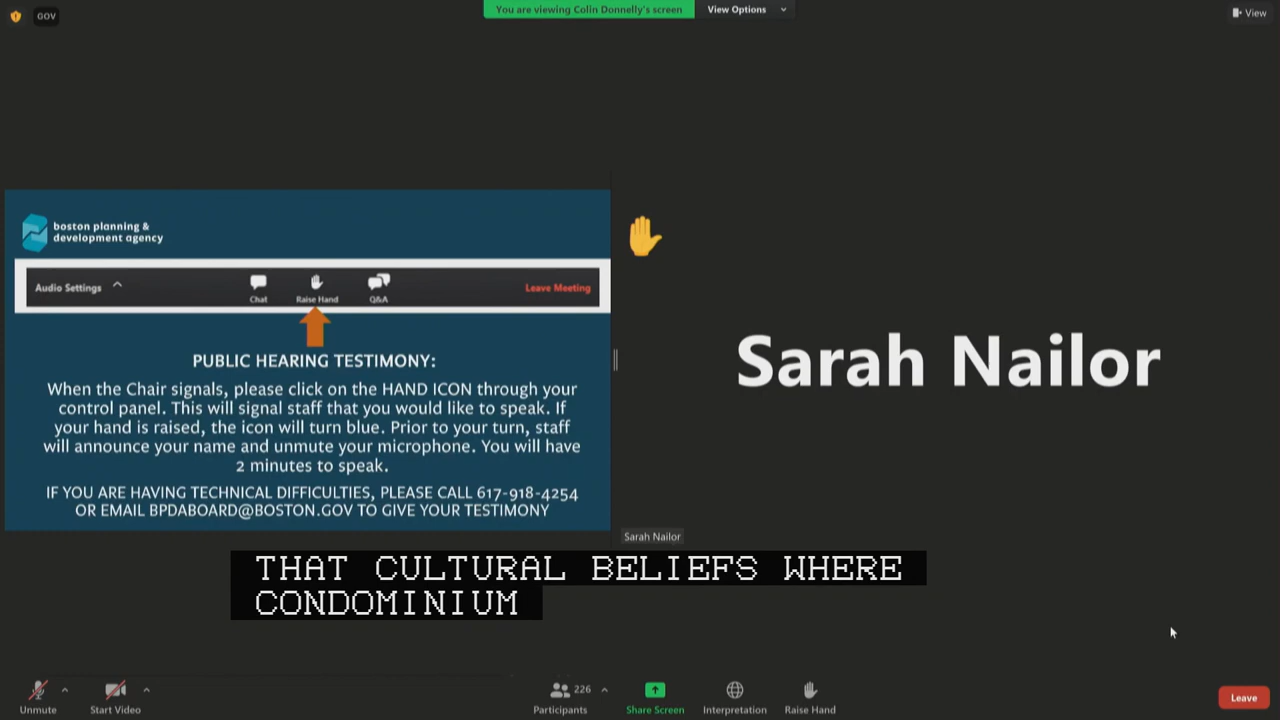 GOV
You are viewing Colin Donnelly's screen
View Options
View
boston planning &
development agency
Audio Settings
Chat
Raise Hand
Q&A
Leave Meeting
PUBLIC HEARING TESTIMONY:
When the Chair signals, please click on the HAND ICON through your
control panel. This will signal staff that you would like to speak. If
your hand is raised, the icon will turn blue. Prior to your turn, staff
will announce your name and unmute your microphone. You will have
2 minutes to speak.
IF YOU ARE HAVING TECHNICAL DIFFICULTIES, PLEASE CALL 617-918-4254
OR EMAIL BPDABOARD@BOSTON.GOV TO GIVE YOUR TESTIMONY
Sarah Nailor
Sarah Nailor
THAT CULTURAL BELIEFS WHERE
CONDOMINIUM
Unmute
Start Video
226
Participants
Share Screen
Interpretation
Raise Hand
Leave